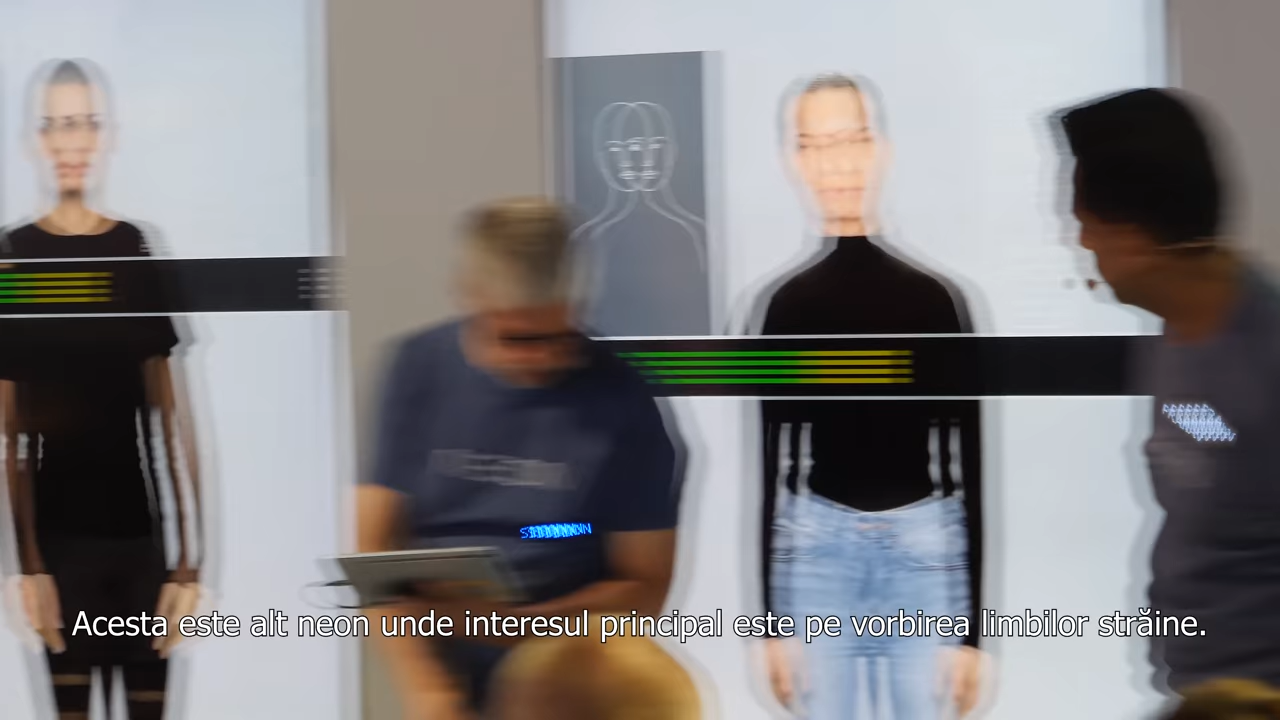 Acesta este alt neon unde interesul principal este pe vorbirea limbilor străine.